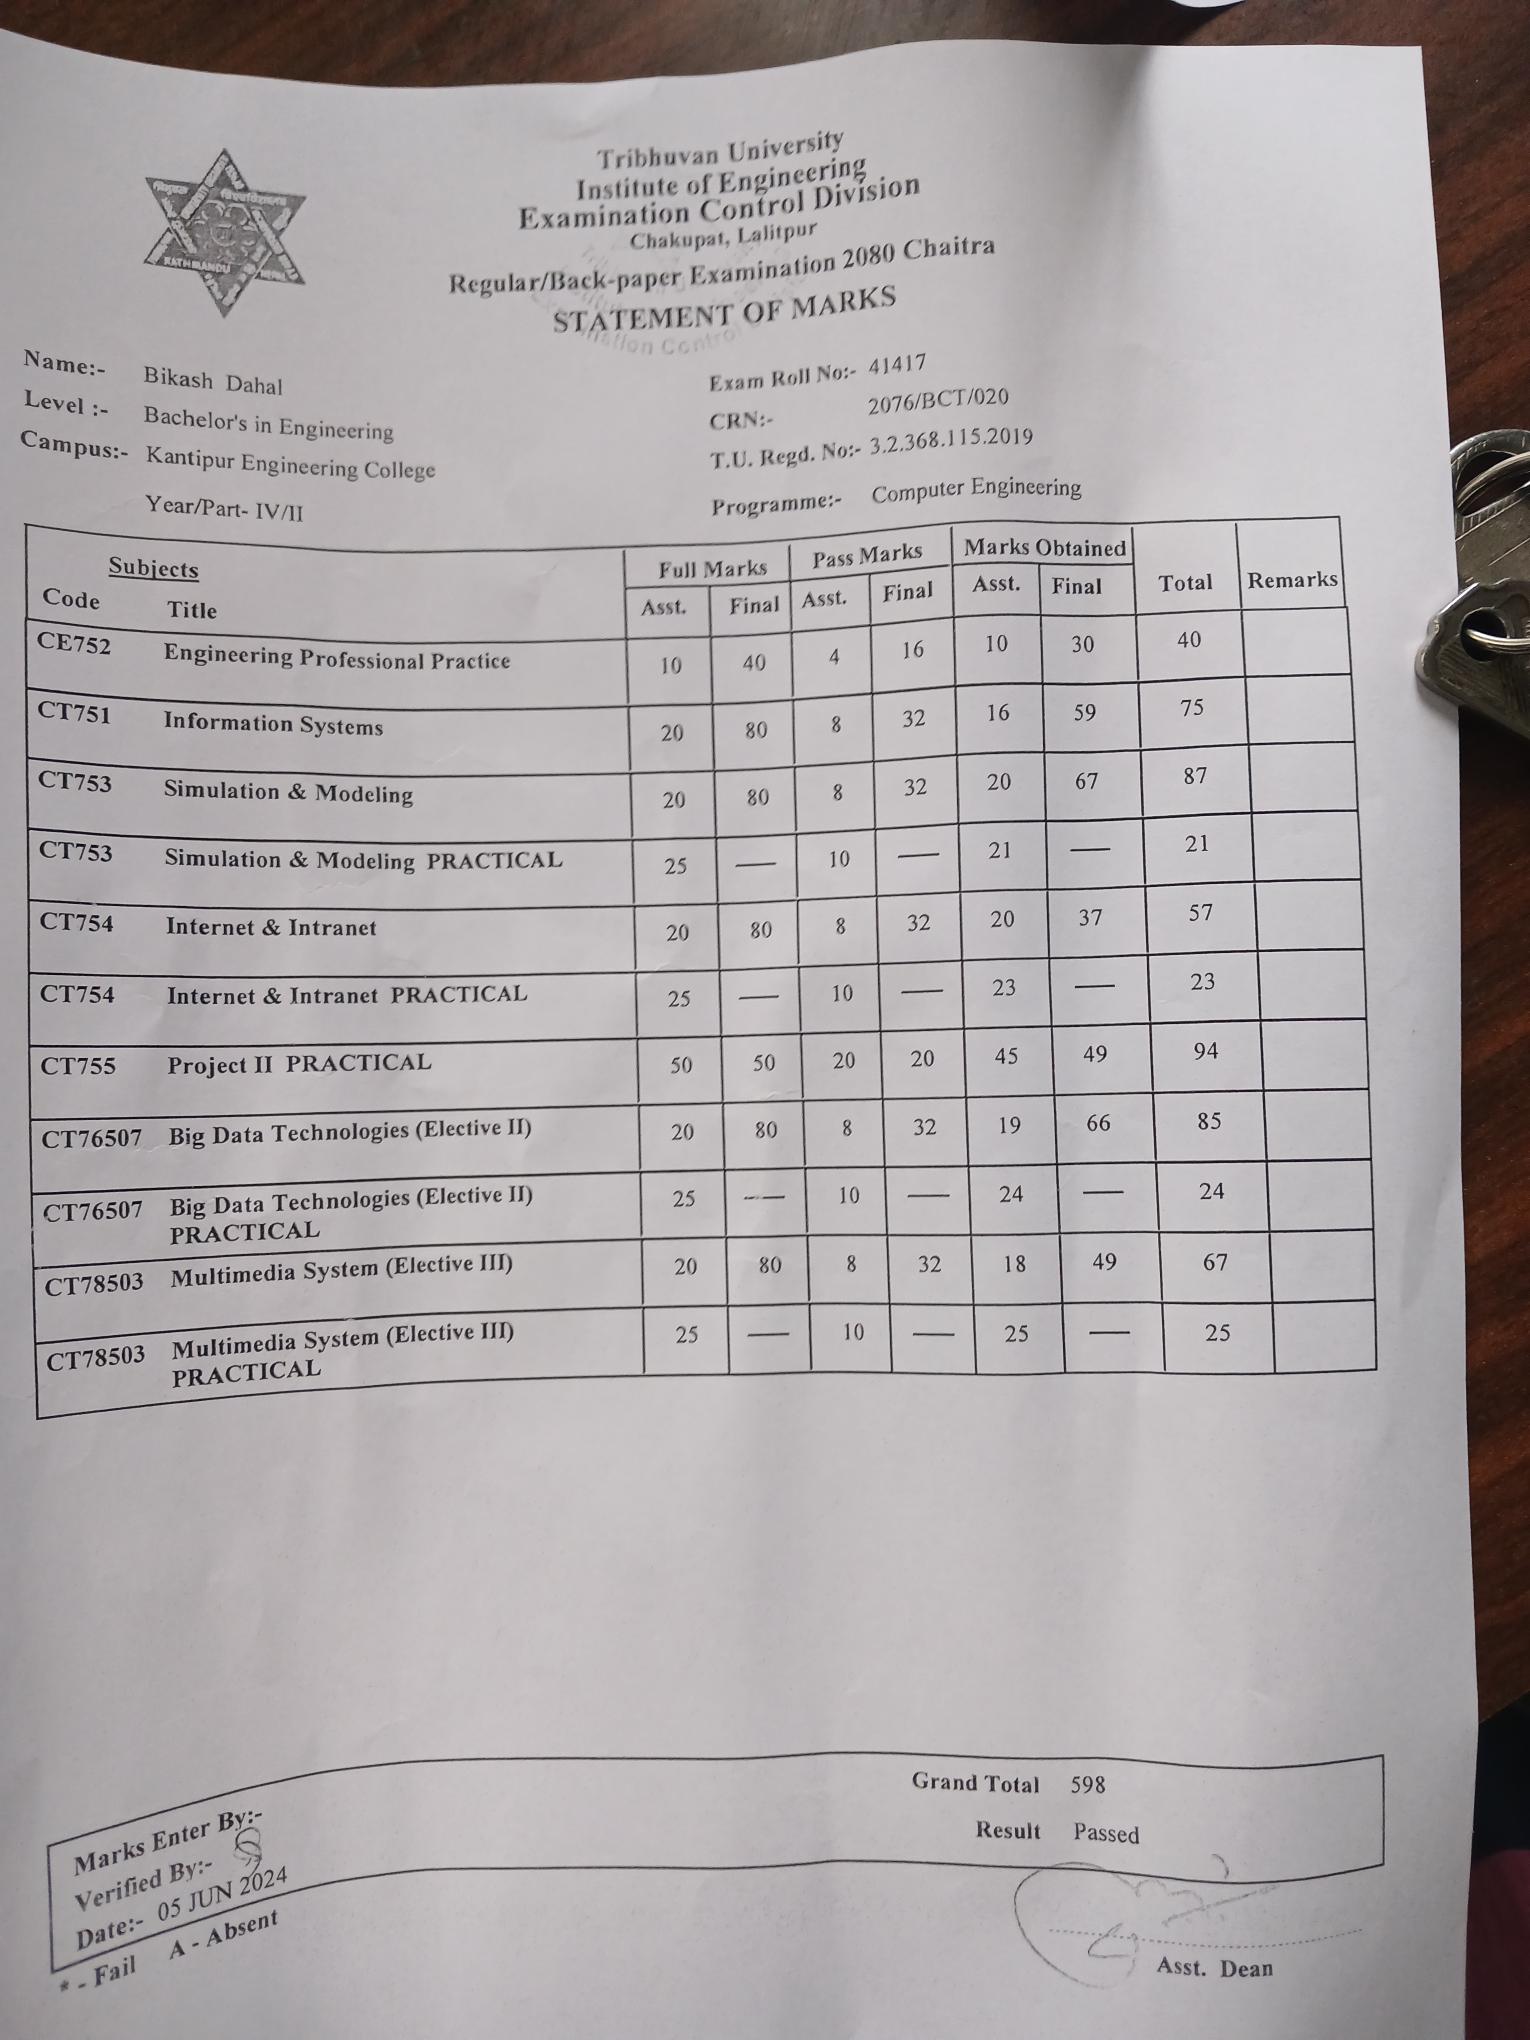 KATHMANDU
Tribhuvan University
Institute of Engineering
Examination Control Division
Chakupat, Lalitpur
Regular/Back-paper Examination 2080 Chaitra
STATEMENT OF MARKS
Name:- Bikash Dahal
Exam Roll No:- 41417
Level :- Bachelor's in Engineering
CRN:- 2076/BCT/020
Campus:- Kantipur Engineering College
T.U. Regd. No:- 3.2.368.115.2019
Year/Part- IV/II
Programme:- Computer Engineering
Subjects Full Marks Pass Marks Marks Obtained Total Remarks
Code Title Asst. Final Asst. Final Asst. Final
CE752 Engineering Professional Practice 10 40 4 16 10 30 40
CT751 Information Systems 20 80 8 32 16 59 75
CT753 Simulation & Modeling 20 80 8 32 20 67 87
CT753 Simulation & Modeling PRACTICAL 25 — 10 — 21 — 21
CT754 Internet & Intranet 20 80 8 32 20 37 57
CT754 Internet & Intranet PRACTICAL 25 — 10 — 23 — 23
CT755 Project II PRACTICAL 50 50 20 20 45 49 94
CT76507 Big Data Technologies (Elective II) 20 80 8 32 19 66 85
CT76507 Big Data Technologies (Elective II) 25 — 10 — 24 — 24
PRACTICAL
CT78503 Multimedia System (Elective III) 20 80 8 32 18 49 67
CT78503 Multimedia System (Elective III) 25 — 10 — 25 — 25
PRACTICAL
Grand Total 598
Result Passed
Marks Enter By:-
Verified By:-
Date:- 05 JUN 2024
* - Fail A - Absent
Asst. Dean